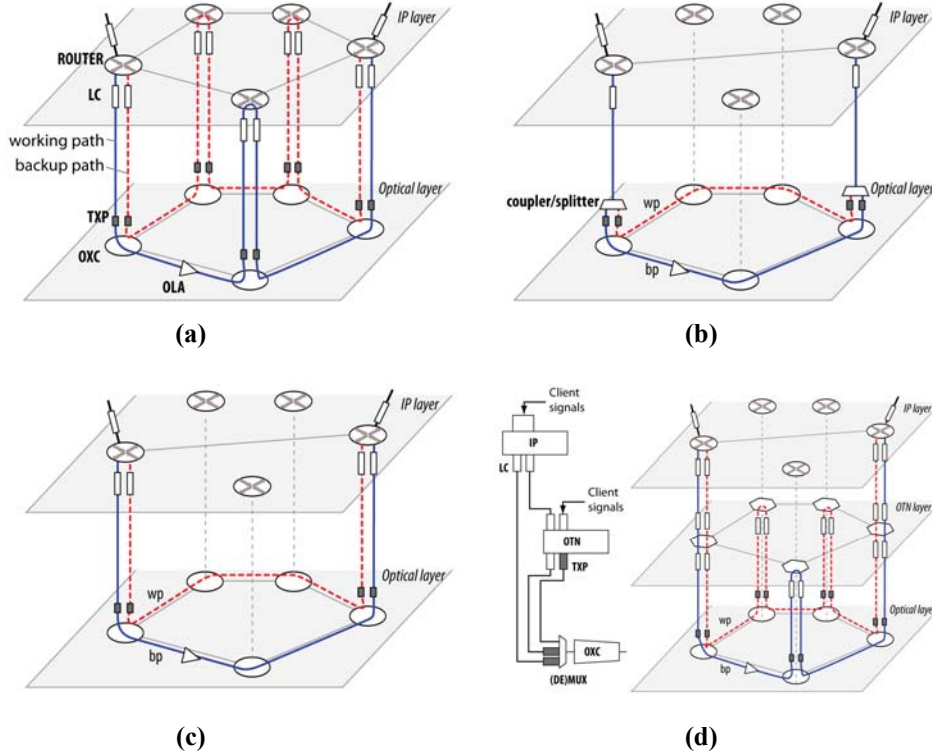 IP layer
ROUTER
LC
working path
backup path
Optical layer
TXP
OXC
OLA
(a)
IP layer
Optical layer
coupler/splitter
wp
bp
(b)
IP layer
Optical layer
wp
bp
(c)
Client
signals
IP
LC
Client
signals
OTN
TXP
OXC
(DE)MUX
IP layer
OTN layer
Optical layer
wp
bp
(d)